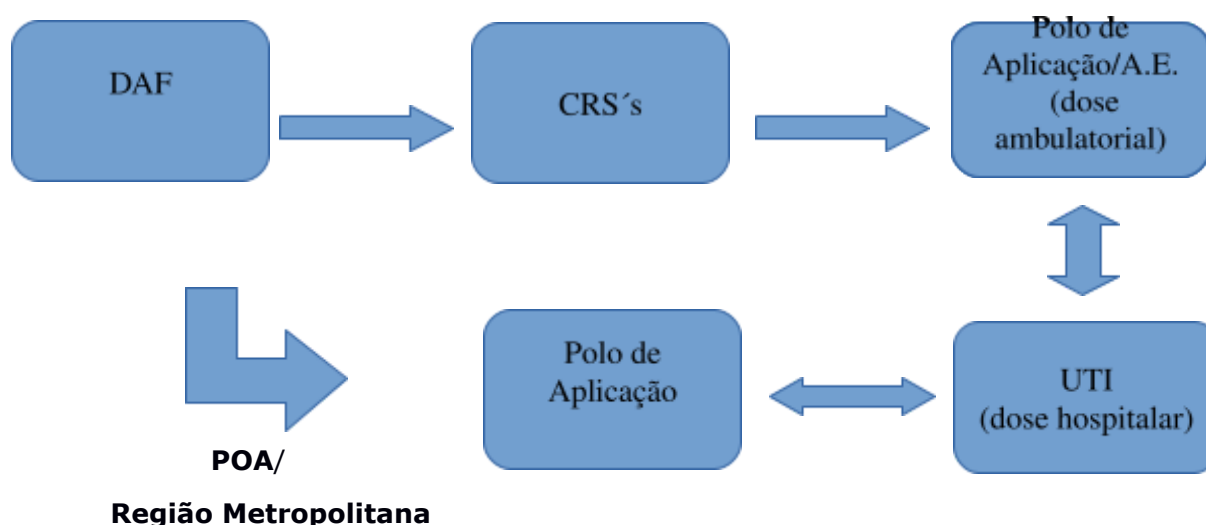 DAF
CRS´s
Polo de
Aplicação/A.E.
(dose
ambulatorial)
Polo de
Aplicação
UTI
(dose hospitalar)
POA/
Região Metropolitana